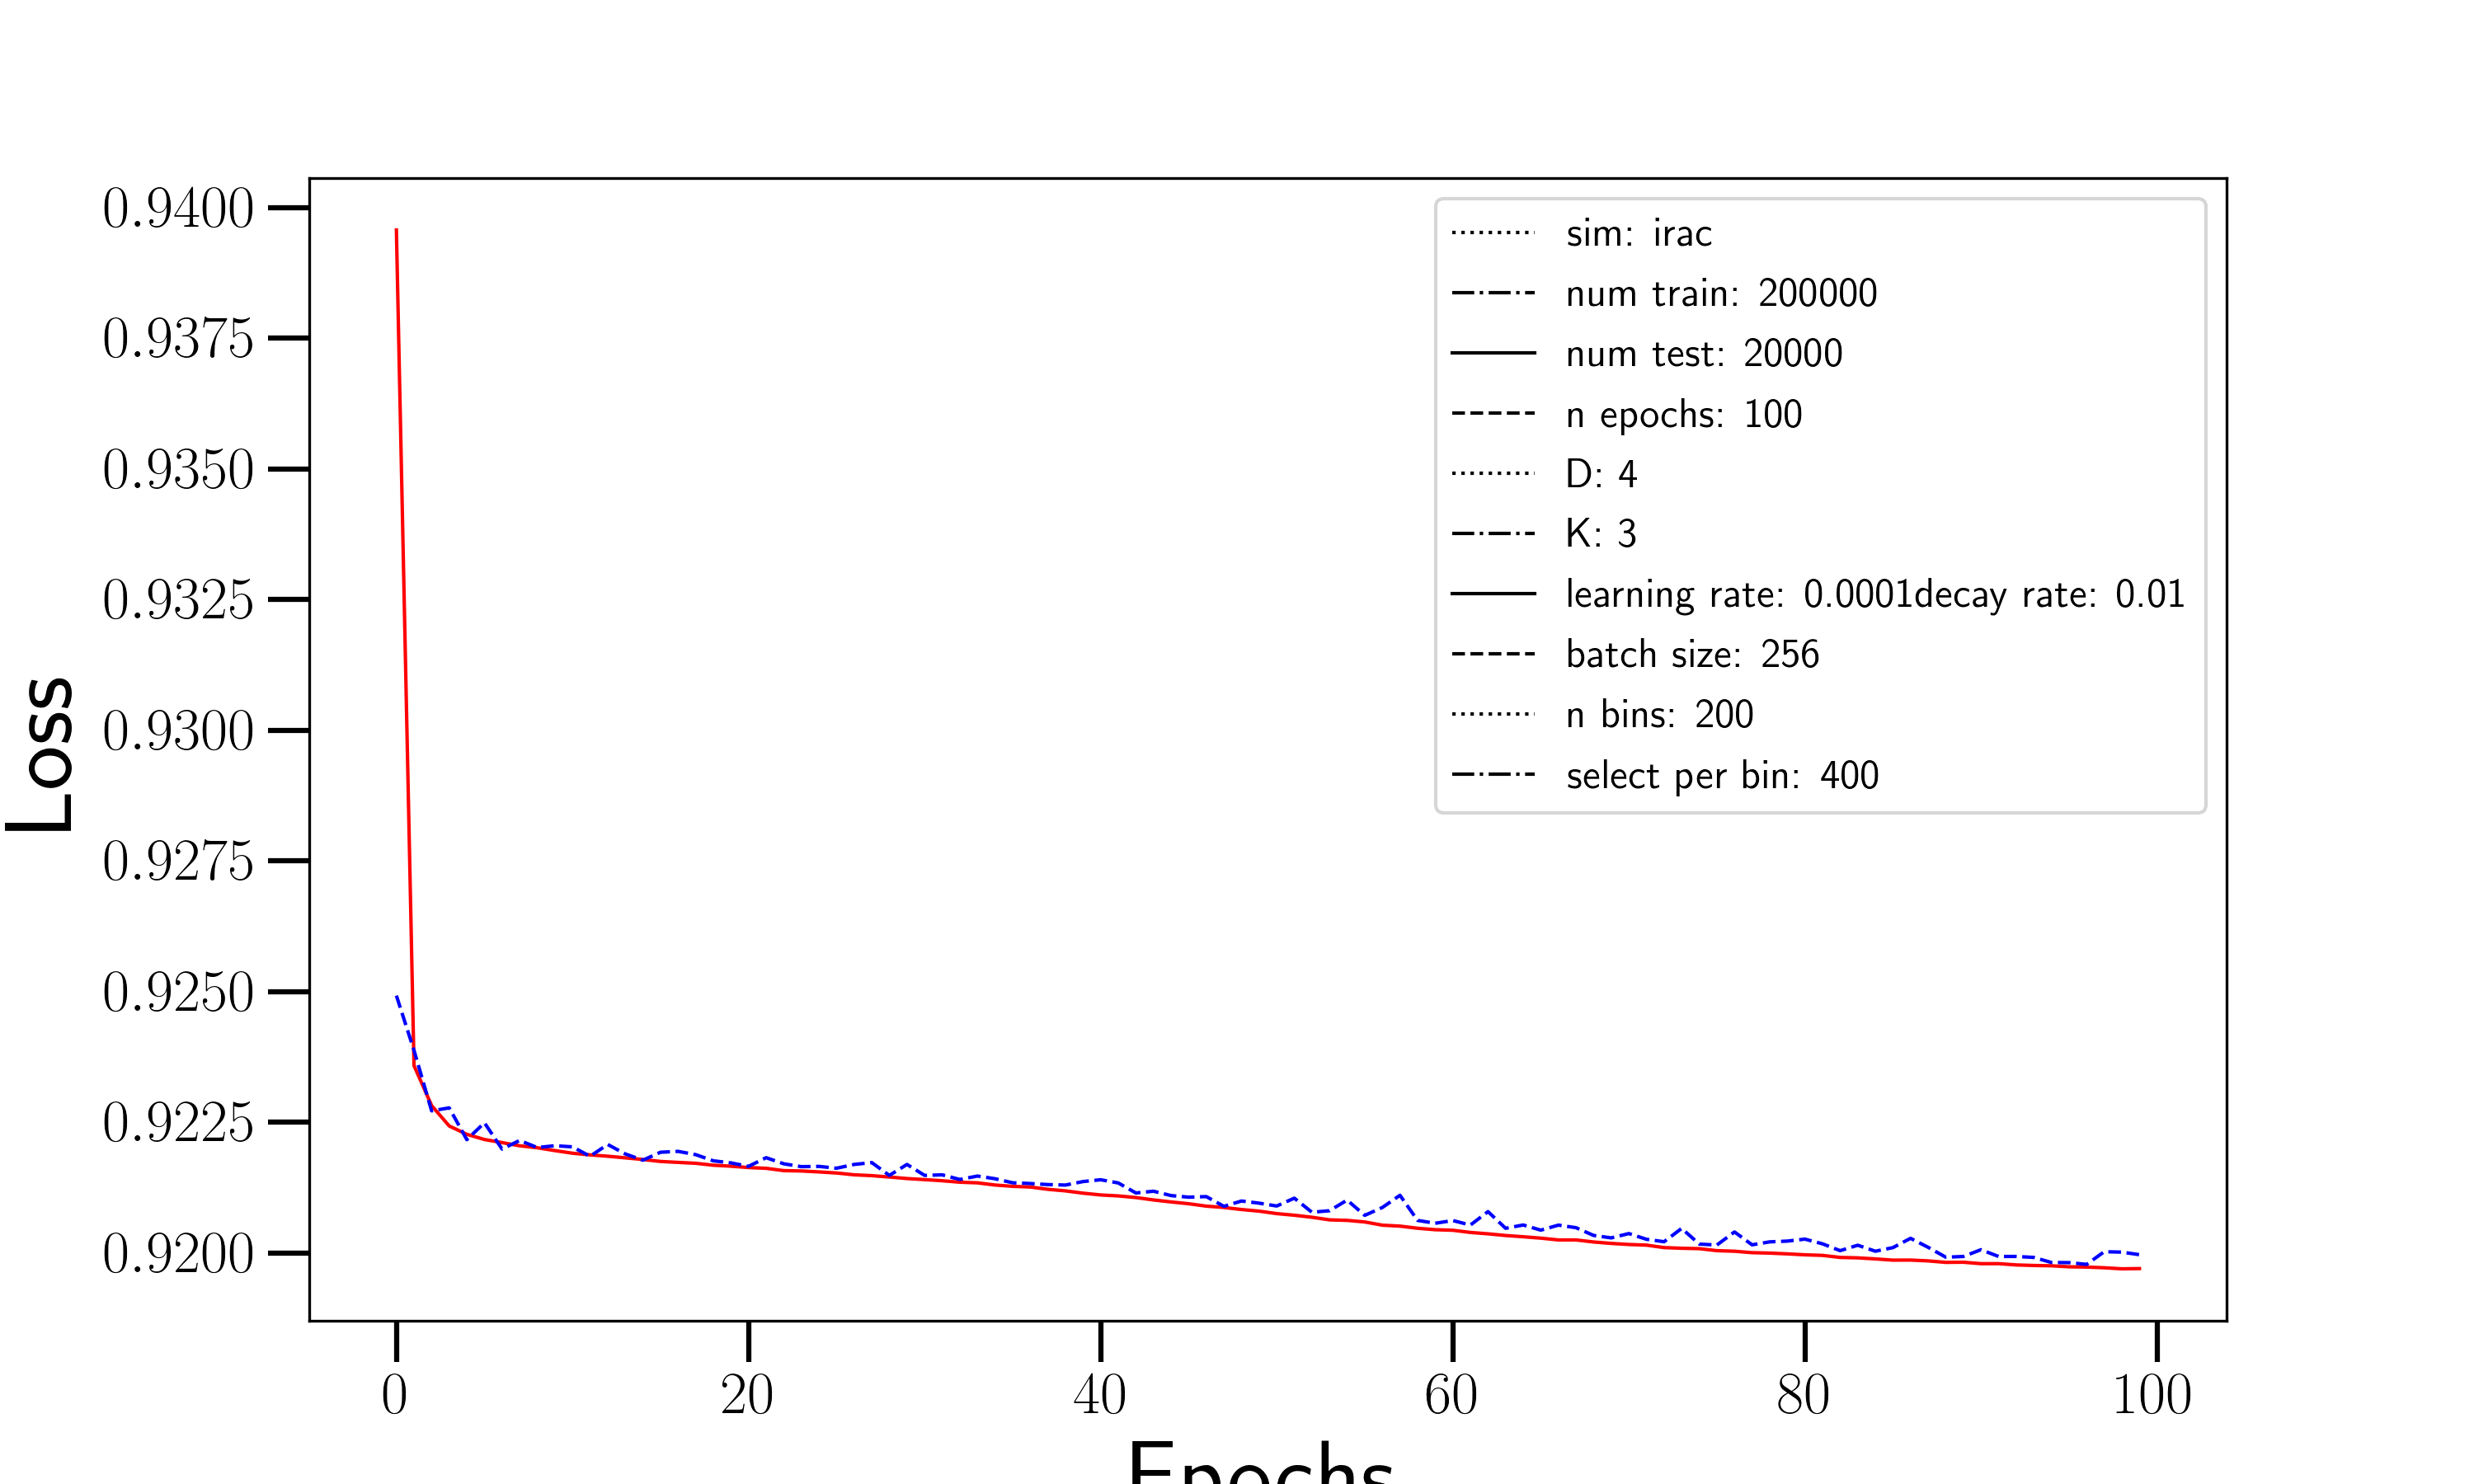 0.9400
0.9375
0.9350
0.9325
0.9300
0.9275
0.9250
0.9225
0.9200
Loss
sim: irac
num train: 200000
num test: 20000
n epochs: 100
D: 4
K: 3
learning rate: 0.0001decay rate: 0.01
batch size: 256
n bins: 200
select per bin: 400
0 20 40 60 80 100
Epochs